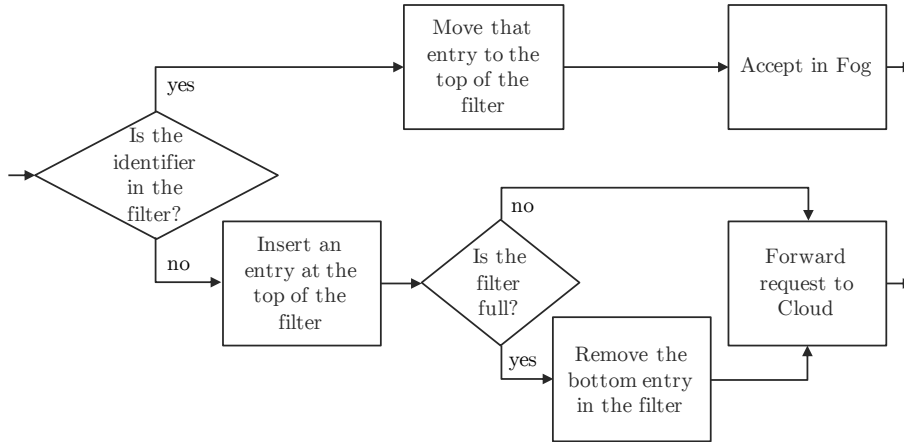 Move that
entry to the
top of the
filter
Accept in Fog
yes
Is the
identifier
in the
filter?
no
Insert an
entry at the
top of the
filter
no
Is the
filter
full?
yes
Remove the
bottom entry
in the filter
Forward
request to
Cloud